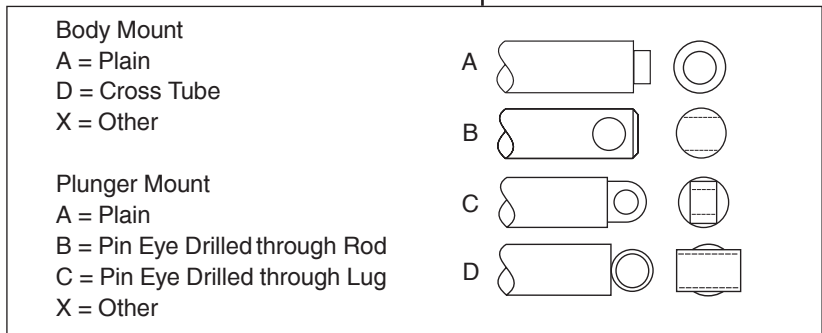 Body Mount
A = Plain
D = Cross Tube
X = Other
Plunger Mount
A = Plain
B = Pin Eye Drilled through Rod
C = Pin Eye Drilled through Lug
X = Other
A
B
C
D